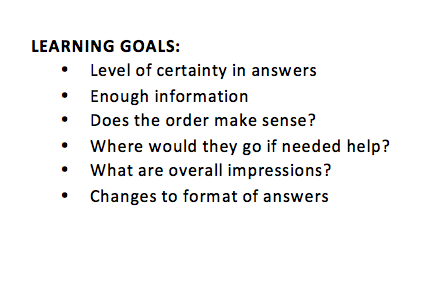 LEARNING GOALS:
• Level of certainty in answers
• Enough information
• Does the order make sense?
• Where would they go if needed help?
• What are overall impressions?
• Changes to format of answers